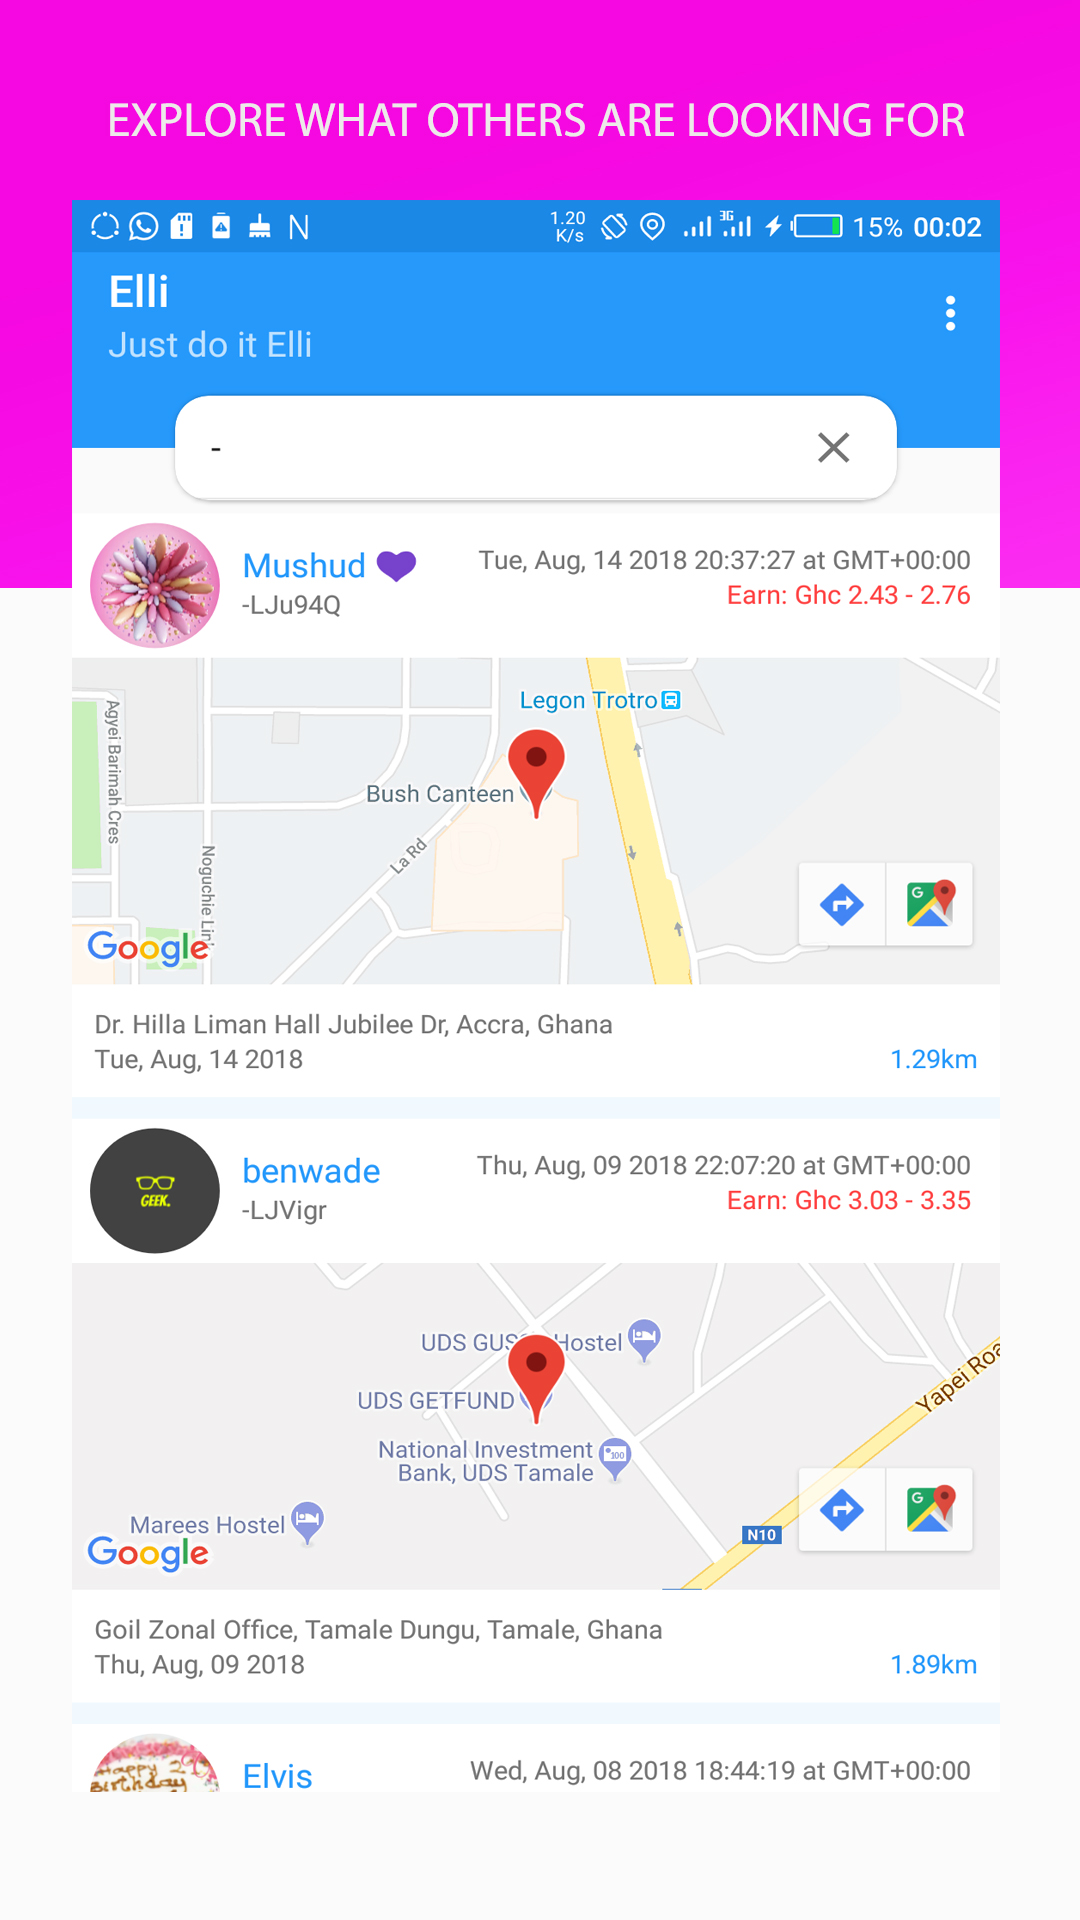 EXPLORE WHAT OTHERS ARE LOOKING FOR
1.20 K/s 3G 15% 00:02
Elli
Just do it Elli
-
Mushud
Tue, Aug, 14 2018 20:37:27 at GMT+00:00
-LJu94Q
Earn: Ghc 2.43 - 2.76
Legon Trotro
Agyei Barimah Cres
Bush Canteen
La Rd
Noguchie Lin
G
Google
Dr. Hilla Liman Hall Jubilee Dr, Accra, Ghana
Tue, Aug, 14 2018
1.29km
GEEK.
benwade
Thu, Aug, 09 2018 22:07:20 at GMT+00:00
-LJVigr
Earn: Ghc 3.03 - 3.35
UDS GUS Hostel
Yapei Roa
UDS GETFUND
National Investment
Bank, UDS Tamale
100
Marees Hostel
N10
G
Google
Goil Zonal Office, Tamale Dungu, Tamale, Ghana
Thu, Aug, 09 2018
1.89km
Happy 2
Birthday
Elvis
Wed, Aug, 08 2018 18:44:19 at GMT+00:00